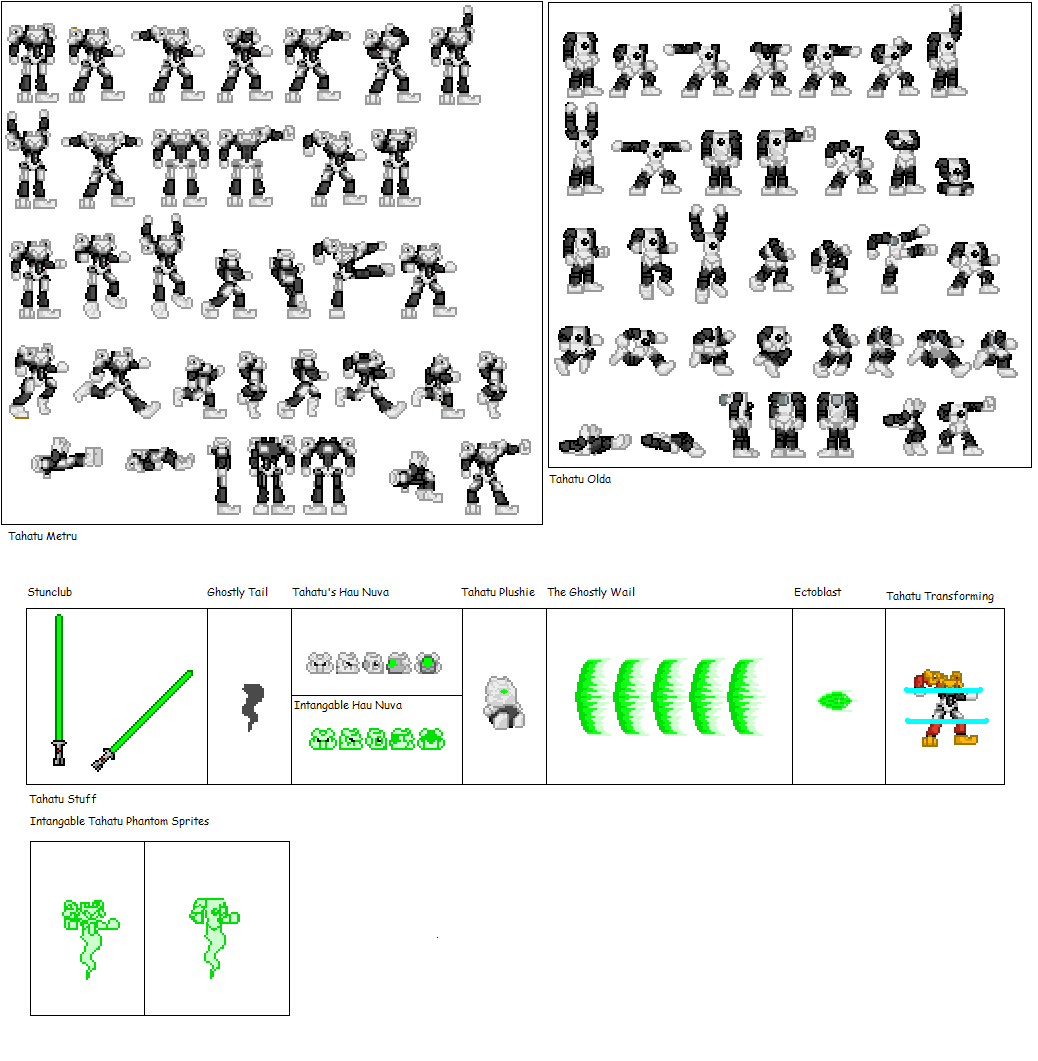 Tahatu Olda
Tahatu Metru
Stunclub
Ghostly Tail
Tahatu's Hau Nuva
Tahatu Plushie
The Ghostly Wail
Ectoblast
Tahatu Transforming
Intangable Hau Nuva
Tahatu Stuff
Intangable Tahatu Phantom Sprites